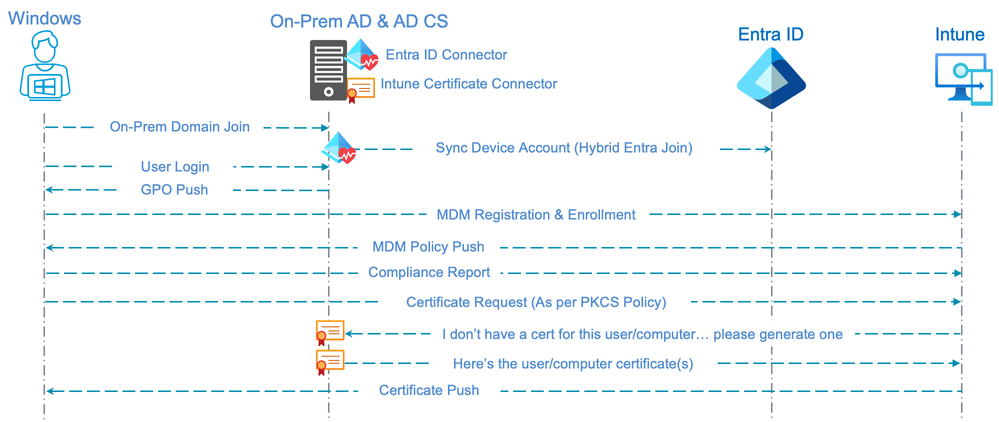 Windows
On-Prem AD & AD CS
Entra ID
Intune
Entra ID Connector
Intune Certificate Connector
On-Prem Domain Join
Sync Device Account (Hybrid Entra Join)
User Login
GPO Push
MDM Registration & Enrollment
MDM Policy Push
Compliance Report
Certificate Request (As per PKCS Policy)
I don’t have a cert for this user/computer… please generate one
Here’s the user/computer certificate(s)
Certificate Push